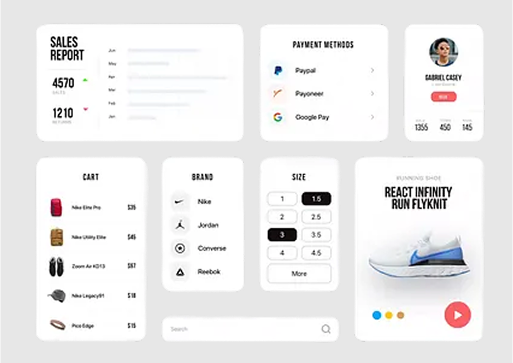 SALES
REPORT
4570
SALES
1210
RETURNS
Jun
May
Apr
Mar
Feb
Jan
PAYMENT METHODS
Paypal
Payoneer
Google Pay
GABRIEL CASEY
1355
450
145
CART
Nike Elite Pro $35
Nike Utility Elite $45
Zoom Air KD13 $67
Nike Legacy91 $18
Pico Edge $15
BRAND
Nike
Jordan
Converse
Reebok
SIZE
1 1.5
2 2.5
3 3.5
4 4.5
More
Search
RUNNING SHOE
REACT INFINITY
RUN FLYKNIT